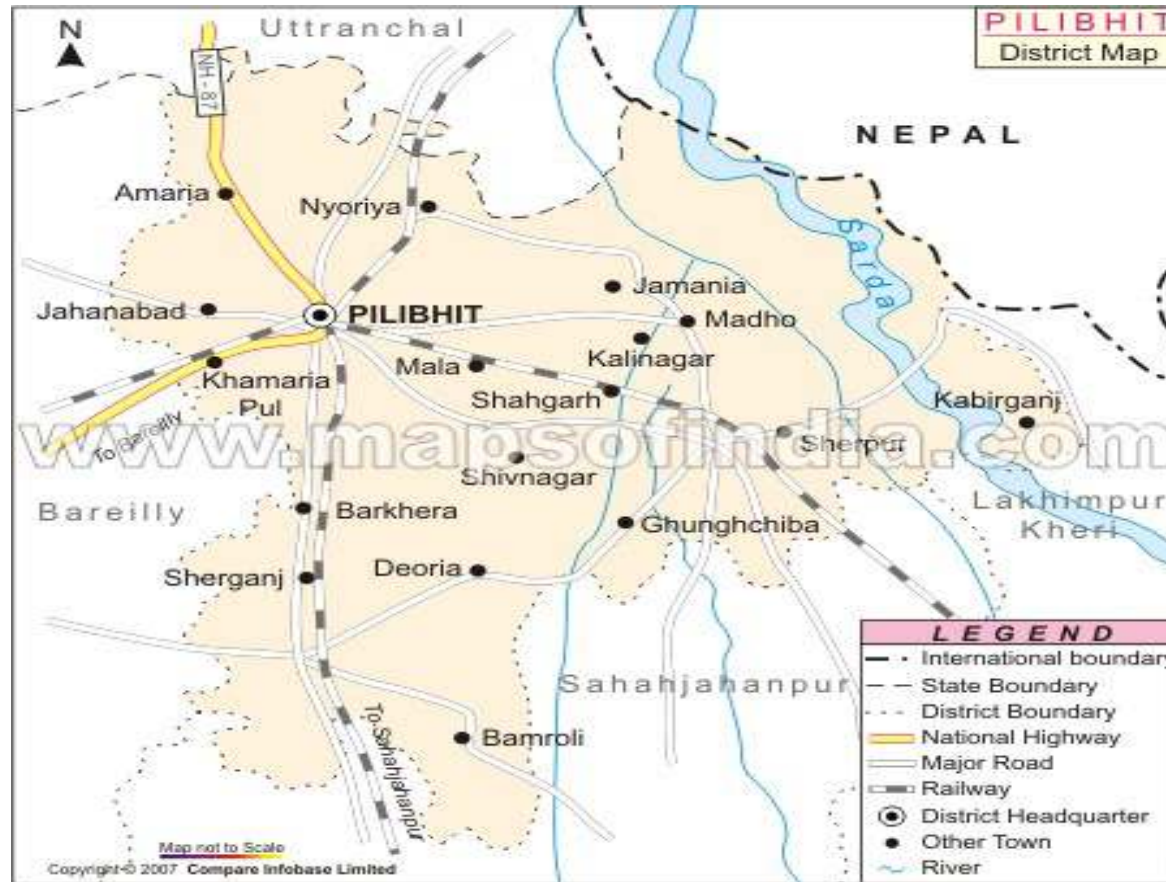 N
Uttranchal
PILIBHIT
District Map
NH - 87
NEPAL
Amaria
Nyoriya
Sarda
Jamania
Jahanabad
PILIBHIT
Madho
Kalinagar
Mala
Khamaria
Pul
Shahgarh
Kabirganj
To Bareilly
www.mapsofindia.com
Sherpur
Shivnagar
Lakhimpur
Kheri
Bareilly
Barkhera
Ghunghchiba
Sherganj
Deoria
Sahahjahanpur
To Sahahjahanpur
Bamroli
LEGEND
International boundary
State Boundary
District Boundary
National Highway
Major Road
Railway
District Headquarter
Other Town
River
Map not to Scale
Copyright © 2007 Compare Infobase Limited